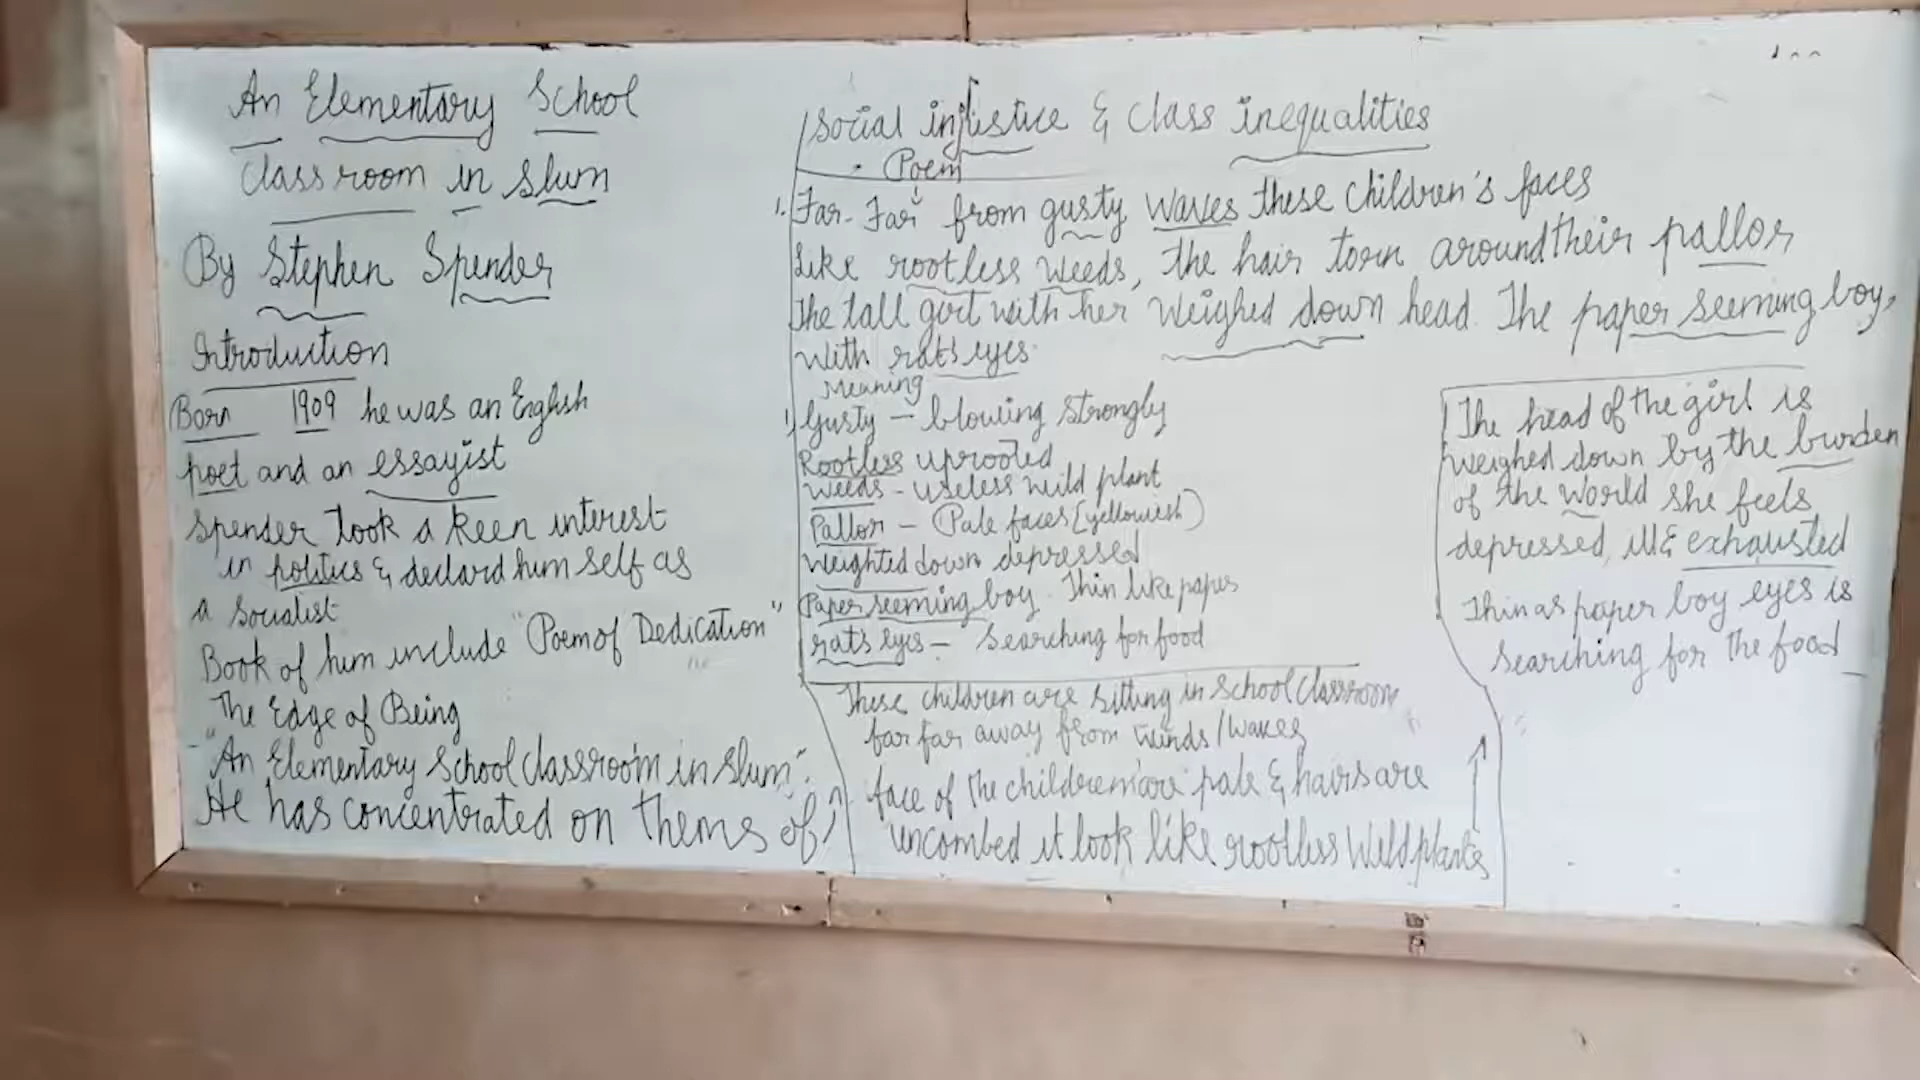 An Elementary School
Classroom in Slum
By Stephen Spender
Introduction
Born 1909 he was an English
poet and an essayist
Spender took a keen interest
in politics & declard him self as
a Socialist
Book of him include "Poem of Dedication"
The Edge of Being
"An Elementary School Classroom in Slum".
He has concentrated on thems of
Social injustice & class inequalities
Poem
1. Far-Far from gusty waves these children's faces
Like rootless weeds, the hair torn around their pallor
The tall girl with her weighed down head. The paper seeming boy,
with rats eyes.
Meaning
Gusty - blowing strongly
Rootless uprooted
Weeds - useless wild plant
Pallor - Pale faces (yellowish)
Weighted down depressed
Paper seeming boy. Thin like paper
rats eyes - Searching for food
These children are sitting in school classroom
far far away from winds/waves
face of the children are pale & hairs are
uncombed it look like rootless Wild plants
The head of the girl is
weighed down by the burden
of the world she feels
depressed, ill & exhausted
Thin as paper boy eyes is
searching for the food